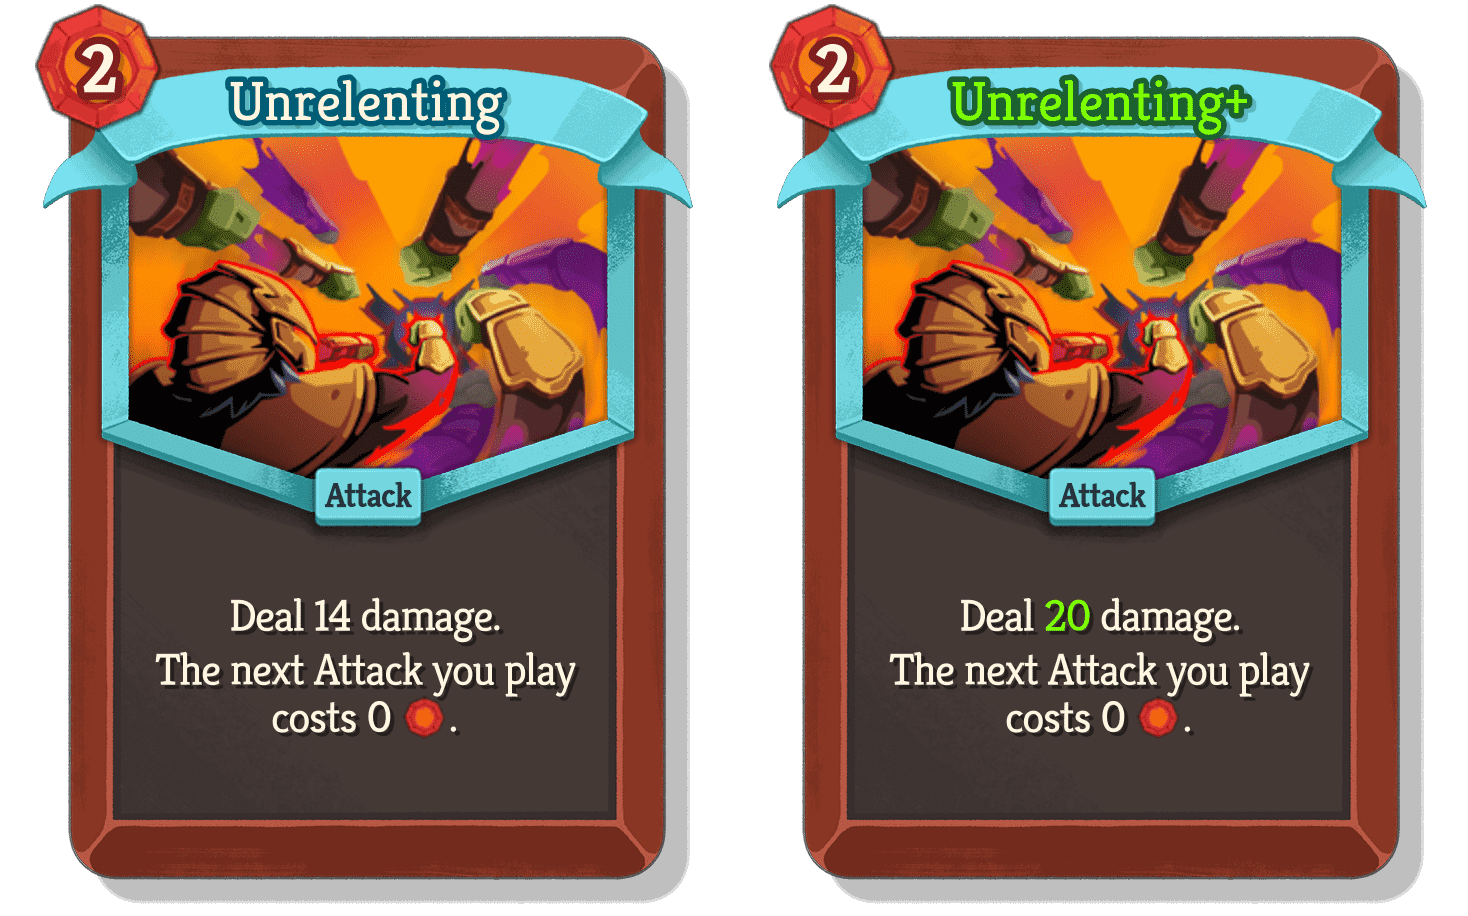 2
Unrelenting
Attack
Deal 14 damage.
The next Attack you play
costs 0 .
2
Unrelenting+
Attack
Deal 20 damage.
The next Attack you play
costs 0 .